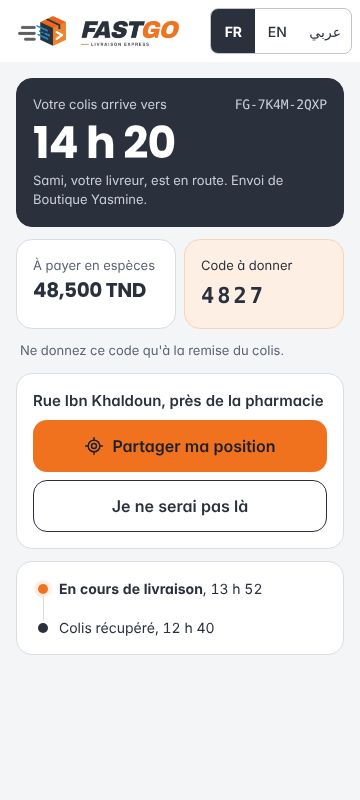 FASTGO
LIVRAISON EXPRESS
FR
EN
عربي
Votre colis arrive vers
FG-7K4M-2QXP
14 h 20
Sami, votre livreur, est en route. Envoi de
Boutique Yasmine.
À payer en espèces
48,500 TND
Code à donner
4827
Ne donnez ce code qu'à la remise du colis.
Rue Ibn Khaldoun, près de la pharmacie
Partager ma position
Je ne serai pas là
En cours de livraison, 13 h 52
Colis récupéré, 12 h 40